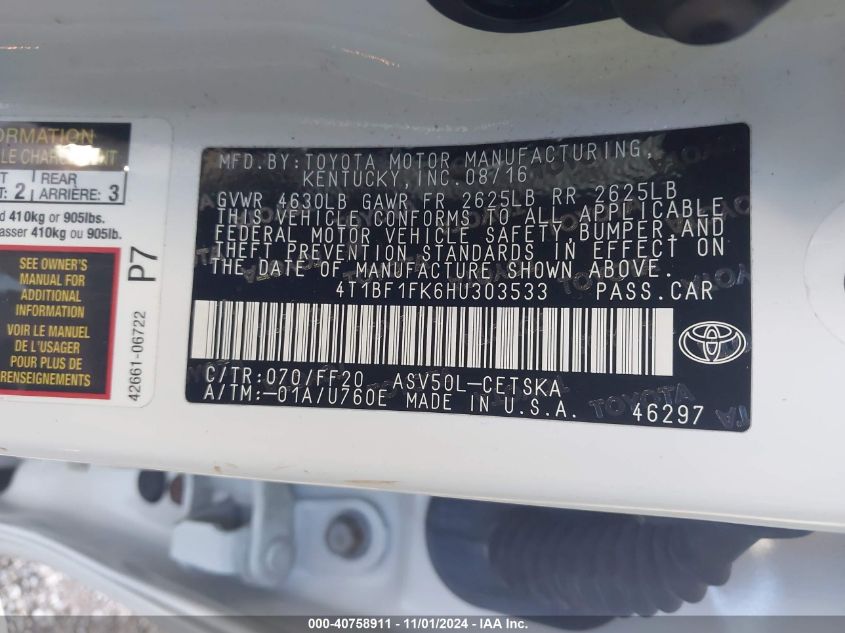 ORMATION
LE CHARGEMENT
REAR
T: 2 ARRIÈRE: 3
d 410kg or 905lbs.
asser 410kg ou 905lb.
SEE OWNER'S
MANUAL FOR
ADDITIONAL
INFORMATION
VOIR LE MANUEL
DE L'USAGER
POUR PLUS DE
P7
42661-06722
MFD. BY: TOYOTA MOTOR MANUFACTURING,
KENTUCKY, INC. 08/16
GVWR 4630LB GAWR FR 2625LB RR 2625LB
THIS VEHICLE CONFORMS TO ALL APPLICABLE
FEDERAL MOTOR VEHICLE SAFETY, BUMPER, AND
THEFT PREVENTION STANDARDS IN EFFECT ON
THE DATE OF MANUFACTURE SHOWN ABOVE.
4T1BF1FK6HU303533 PASS.CAR
C/TR: 070/FF20 ASV50L-CETSKA
A/TM: -01A/U760E MADE IN U.S.A.
46297
TOYOTA
000-40758911 - 11/01/2024 - IAA Inc.